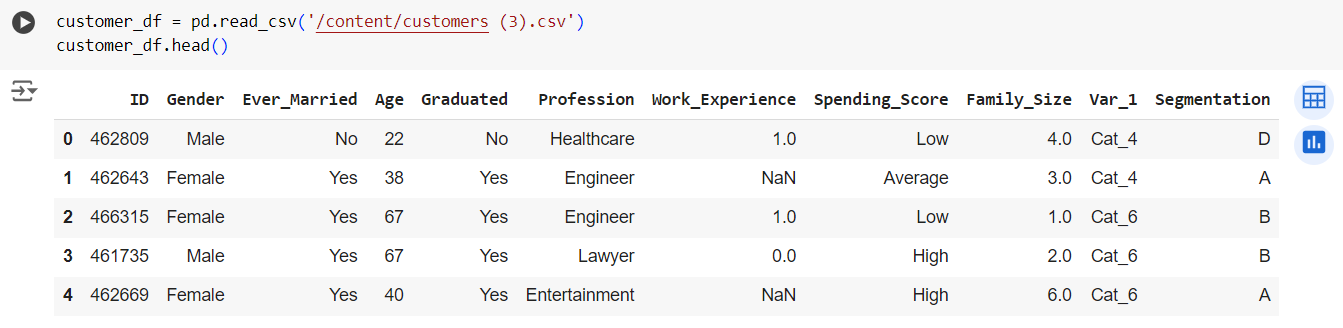 customer_df = pd.read_csv('/content/customers (3).csv')
customer_df.head()
ID Gender Ever_Married Age Graduated Profession Work_Experience Spending_Score Family_Size Var_1 Segmentation
0 462809 Male No 22 No Healthcare 1.0 Low 4.0 Cat_4 D
1 462643 Female Yes 38 Yes Engineer NaN Average 3.0 Cat_4 A
2 466315 Female Yes 67 Yes Engineer 1.0 Low 1.0 Cat_6 B
3 461735 Male Yes 67 Yes Lawyer 0.0 High 2.0 Cat_6 B
4 462669 Female Yes 40 Yes Entertainment NaN High 6.0 Cat_6 A